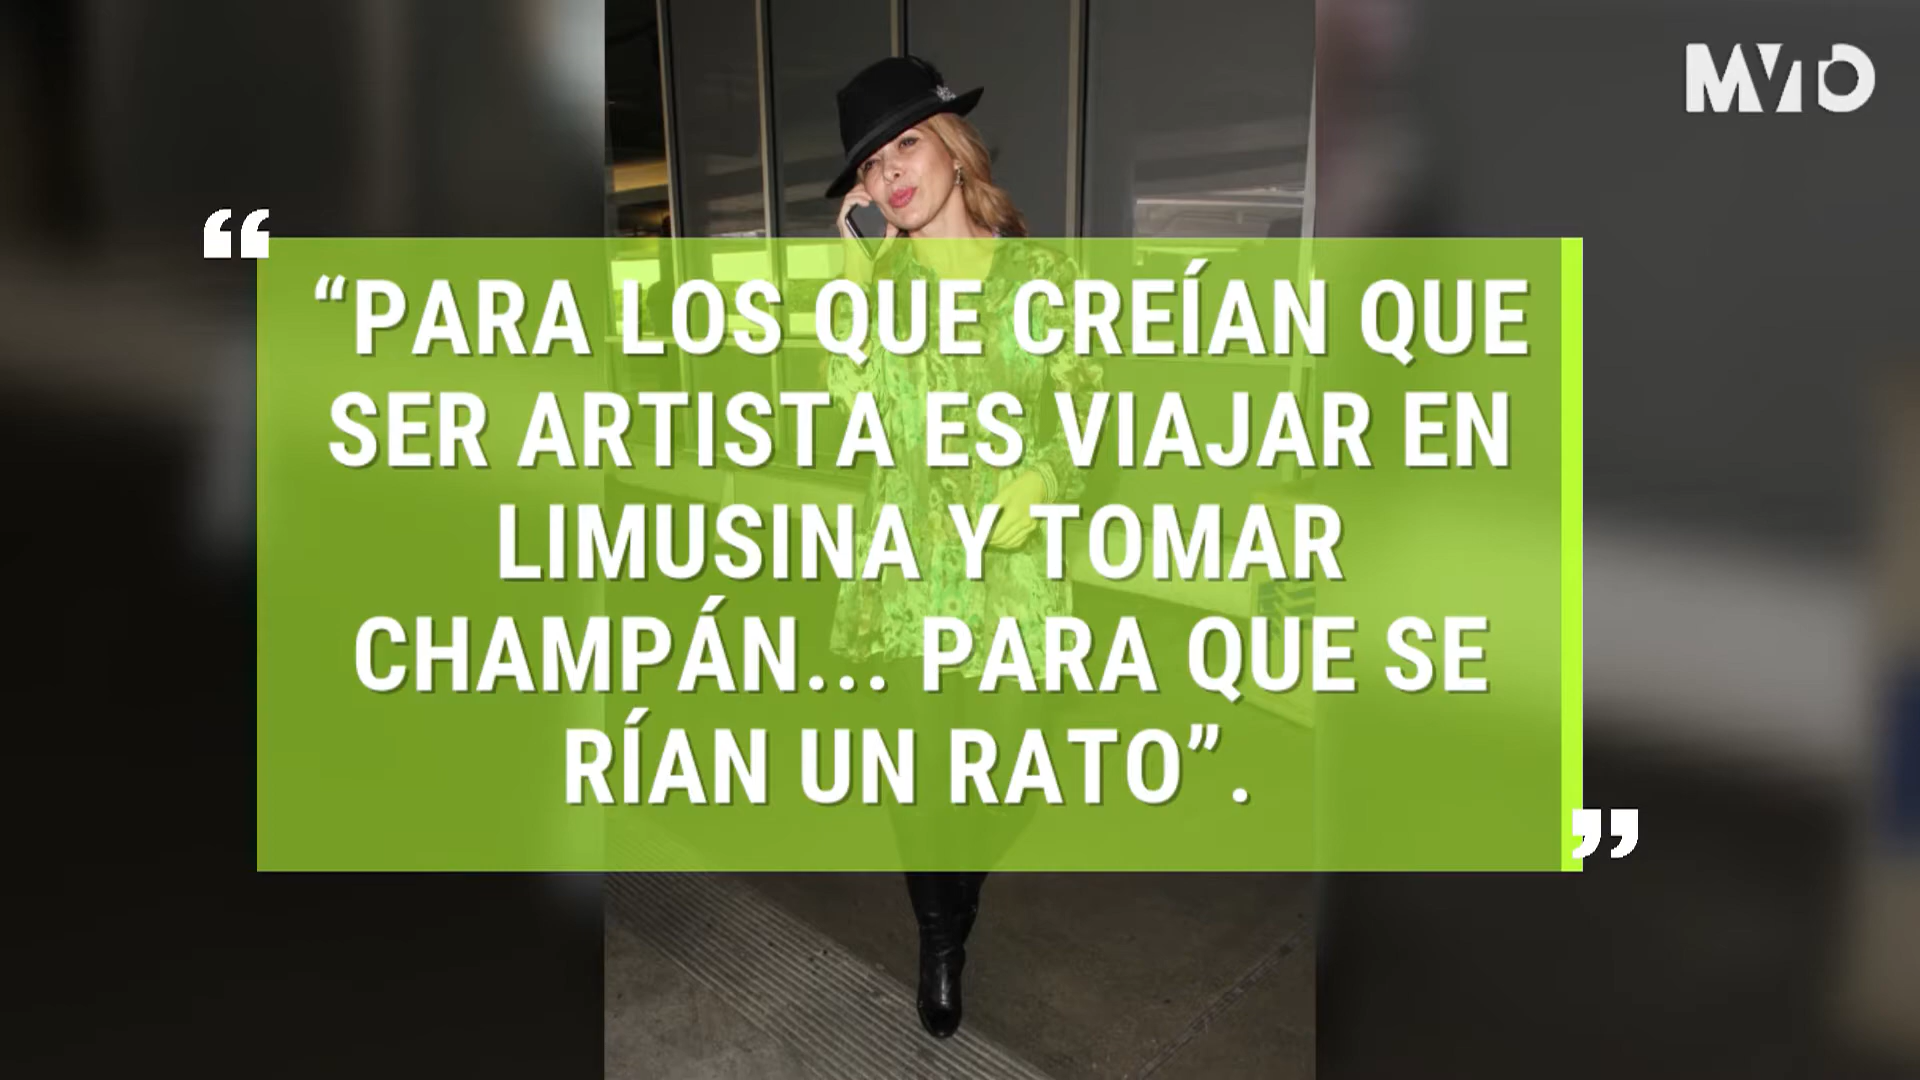 MVTO
“PARA LOS QUE CREÍAN QUE
SER ARTISTA ES VIAJAR EN
LIMUSINA Y TOMAR
CHAMPÁN... PARA QUE SE
RÍAN UN RATO”.